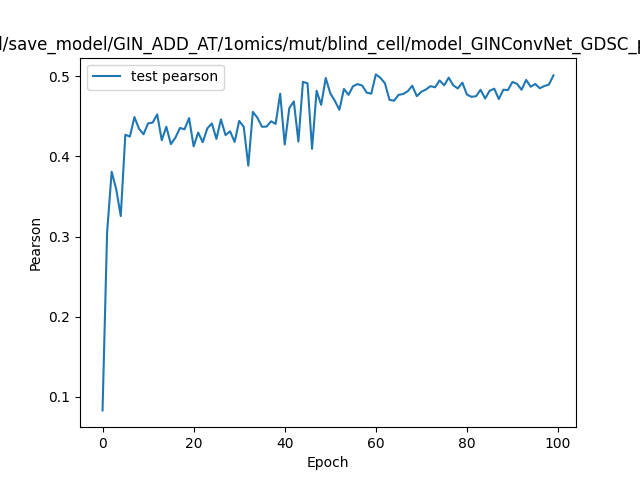 /save_model/GIN_ADD_AT/1omics/mut/blind_cell/model_GINConvNet_GDSC_
test pearson
Pearson
0.5
0.4
0.3
0.2
0.1
0 20 40 60 80 100
Epoch